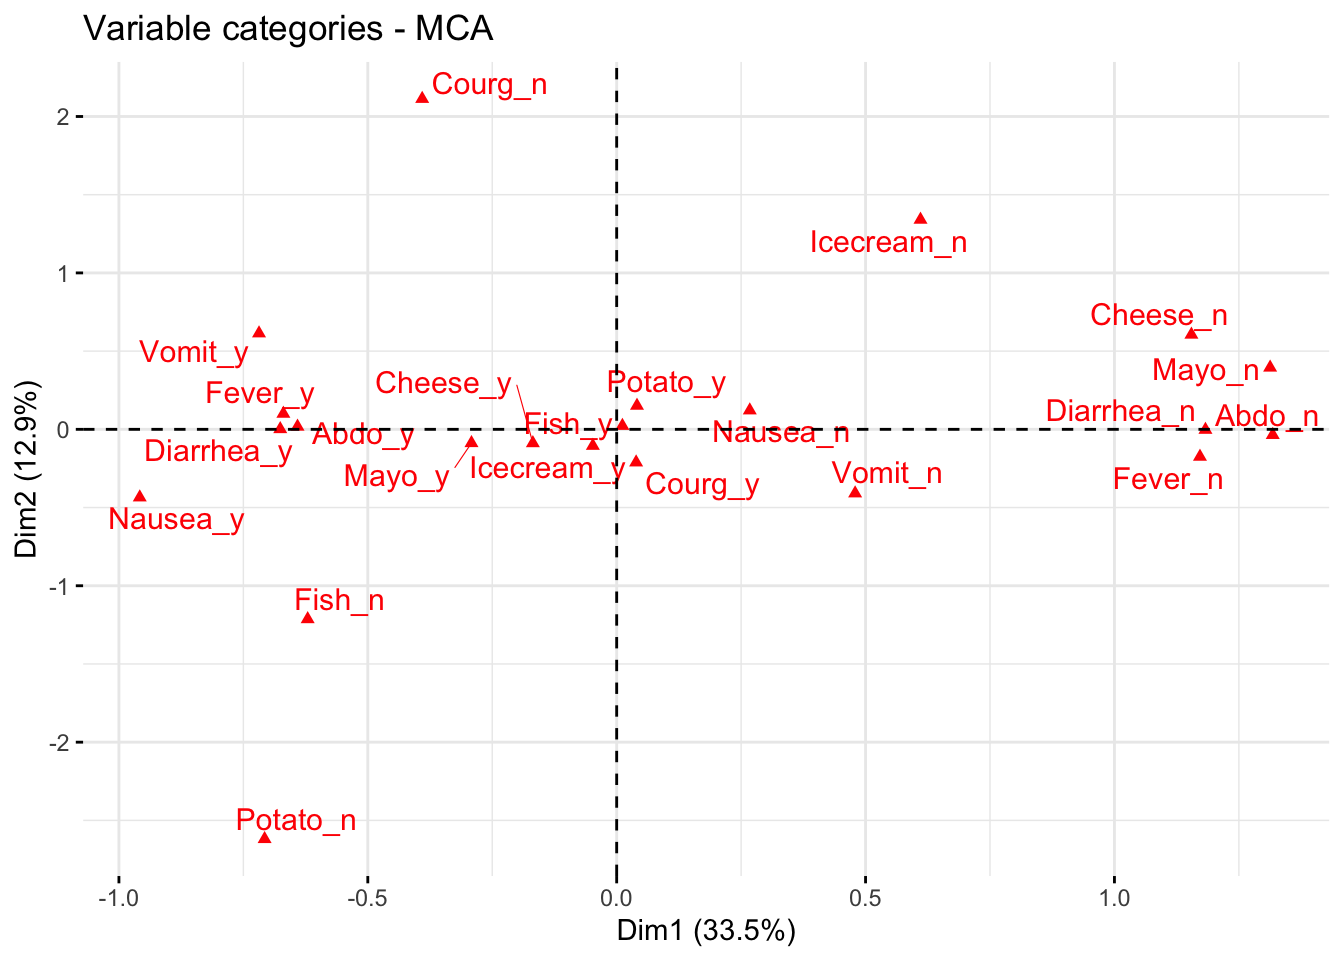 Variable categories - MCA
Courg_n
2
Icecream_n
1
Cheese_n
Vomit_y
Mayo_n
Cheese_y
Potato_y
Fever_y
Diarrhea_n
Abdo_n
Fish_y
Abdo_y
Nausea_n
0
Diarrhea_y
Mayo_y
Icecream_y
Vomit_n
Fever_n
Courg_y
Nausea_y
-1
Fish_n
-2
Potato_n
-1.0
-0.5
0.0
0.5
1.0
Dim1 (33.5%)
Dim2 (12.9%)